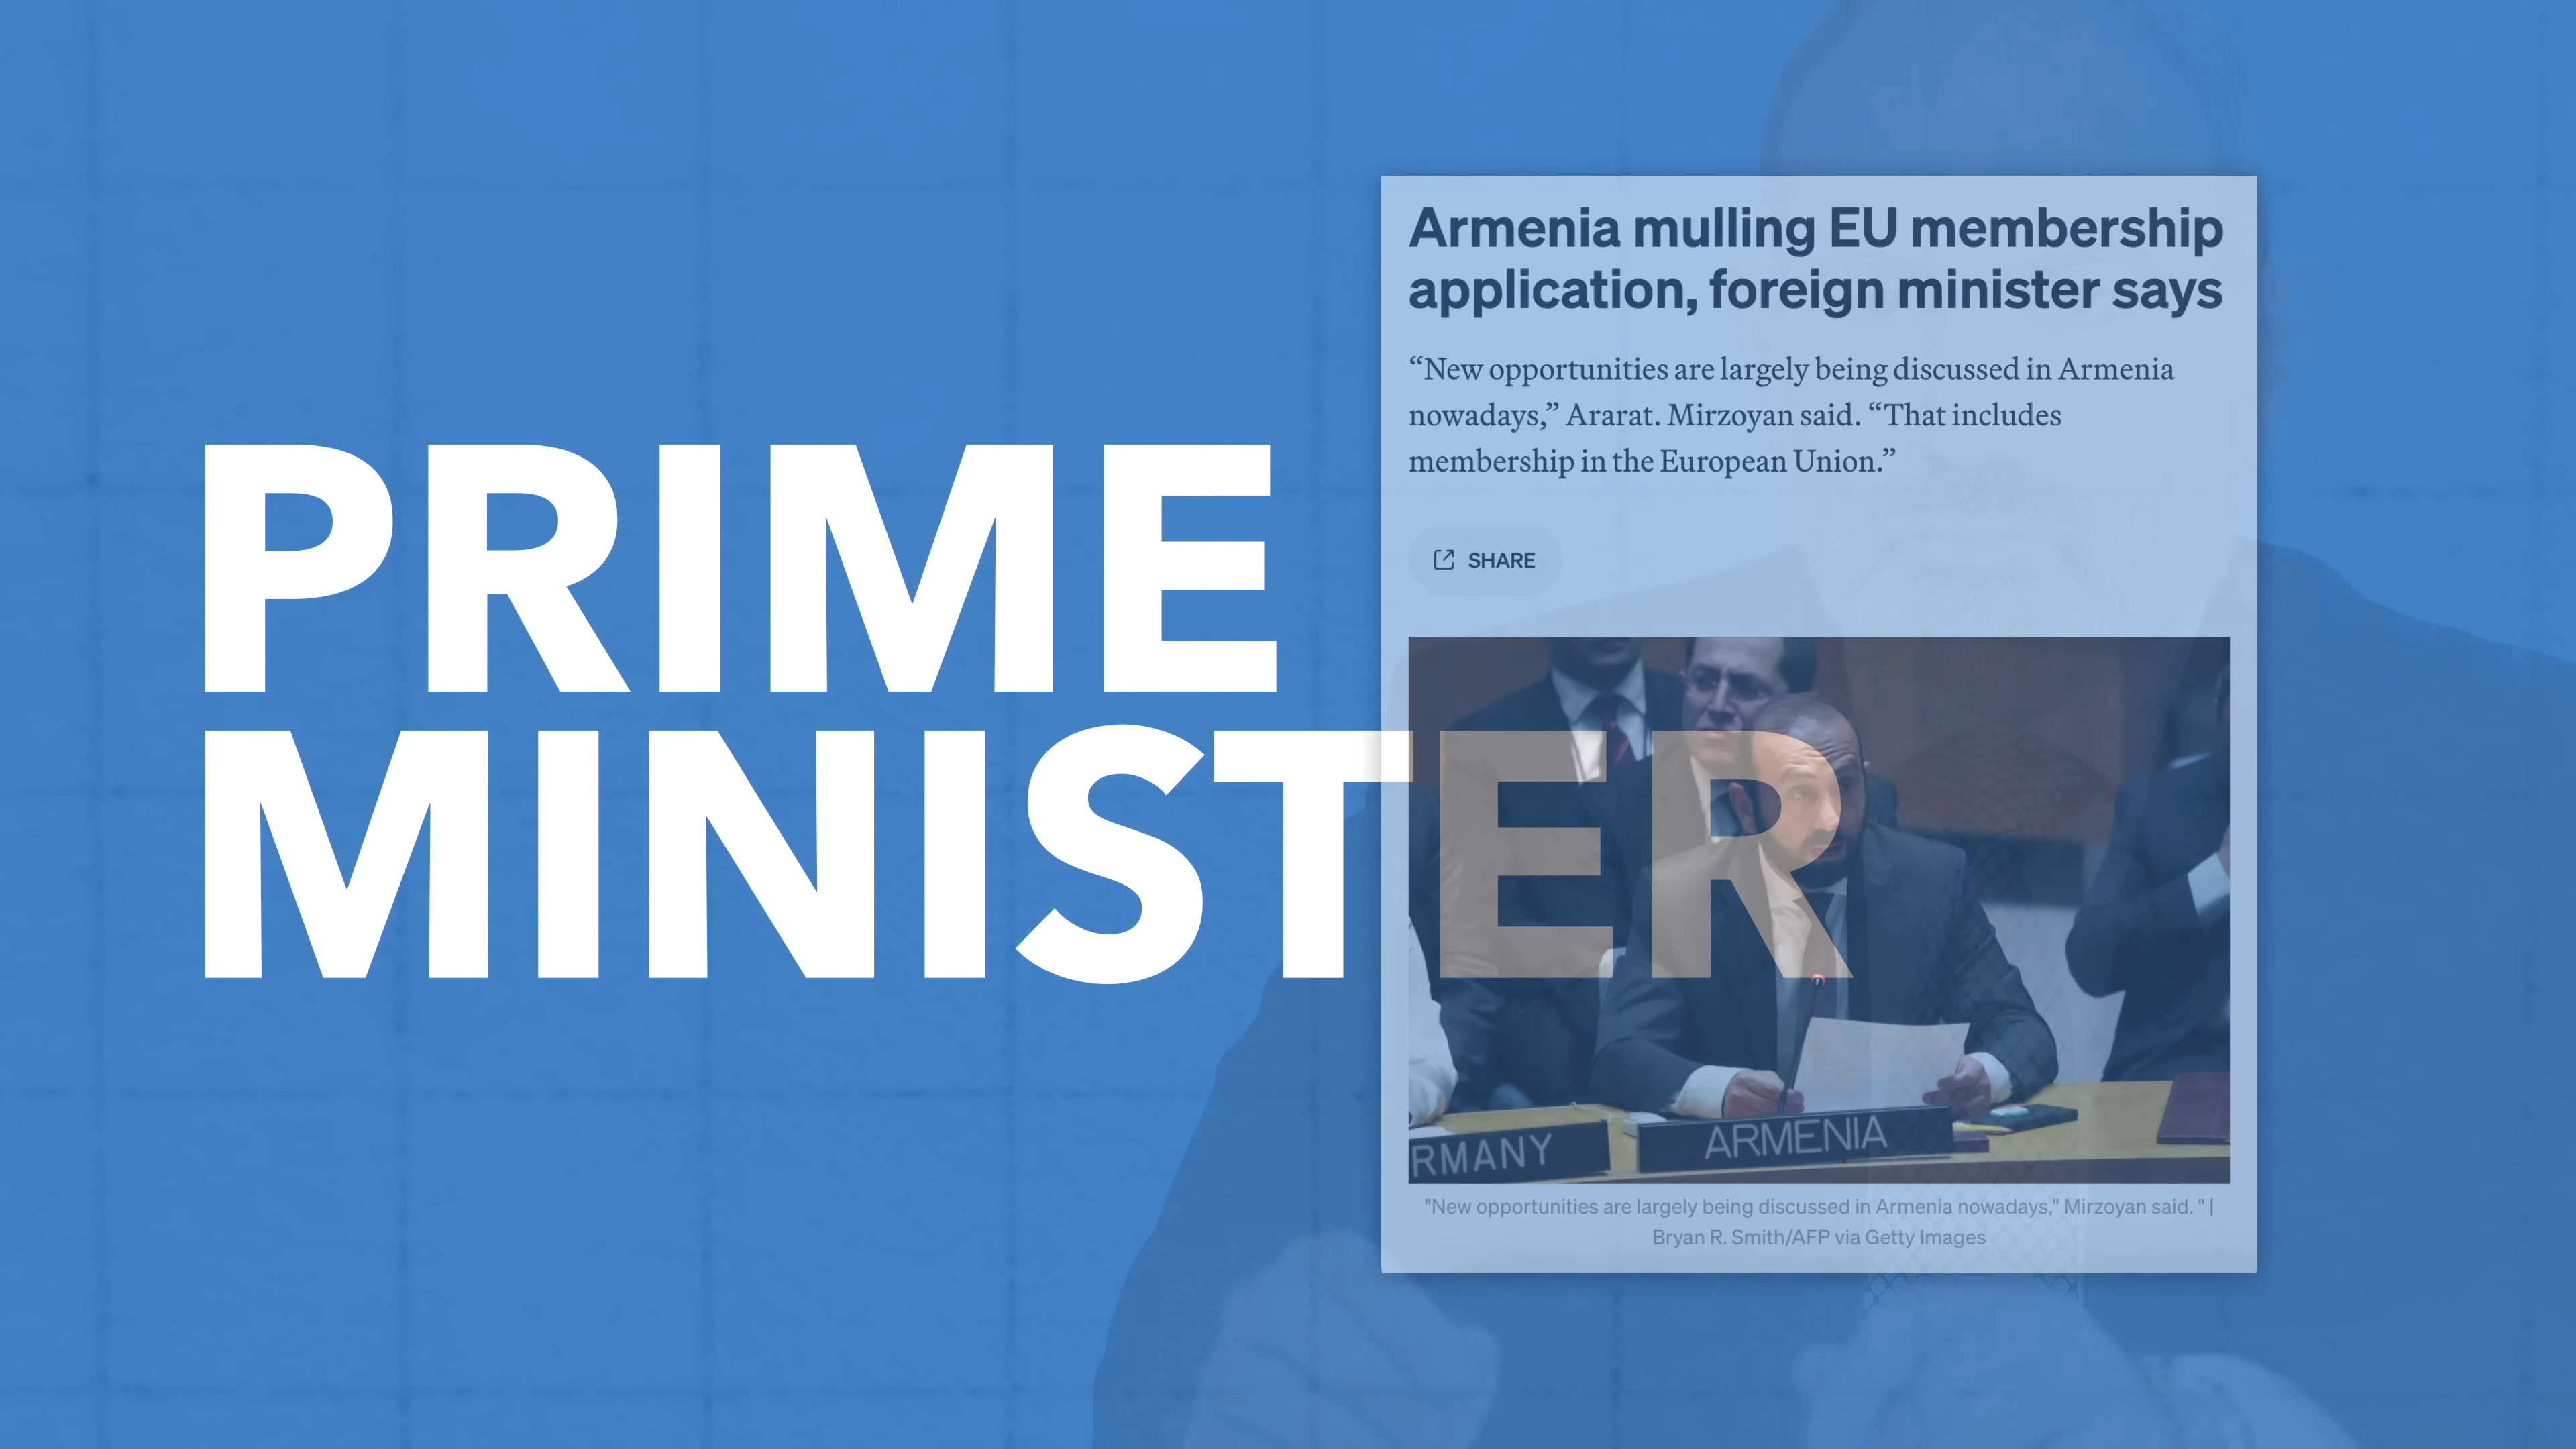 PRIME
MINISTER
Armenia mulling EU membership
application, foreign minister says
“New opportunities are largely being discussed in Armenia
nowadays,” Ararat. Mirzoyan said. “That includes
membership in the European Union.”
SHARE
RMANY
ARMENIA
"New opportunities are largely being discussed in Armenia nowadays," Mirzoyan said. " |
Bryan R. Smith/AFP via Getty Images